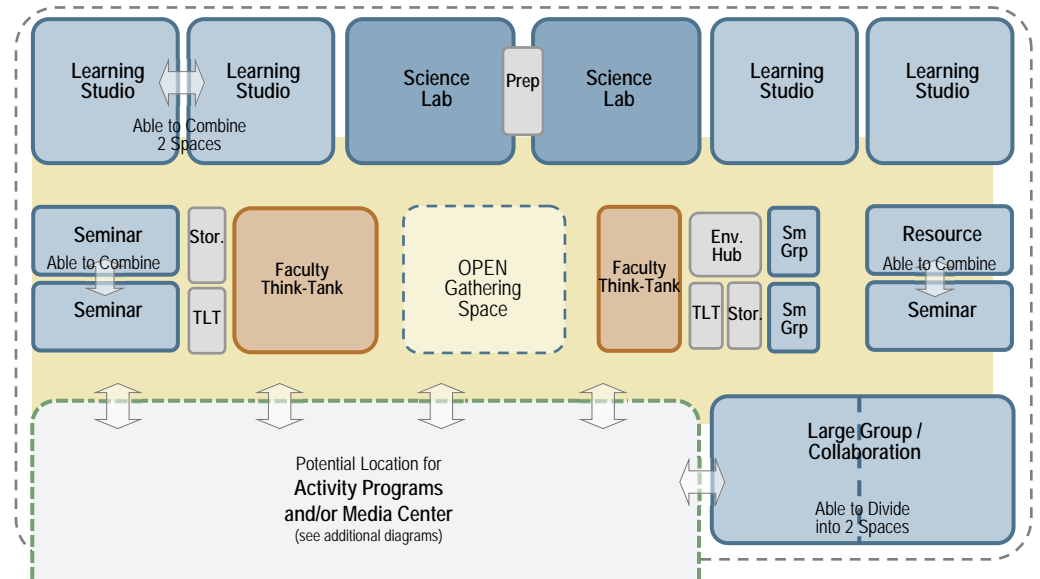 Learning
Studio
Learning
Studio
Able to Combine
2 Spaces
Science
Lab
Prep
Science
Lab
Learning
Studio
Learning
Studio
Seminar
Able to Combine
Seminar
Stor.
TLT
Faculty
Think-Tank
OPEN
Gathering
Space
Faculty
Think-Tank
Env.
Hub
TLT
Stor.
Sm
Grp
Sm
Grp
Resource
Able to Combine
Seminar
Potential Location for
Activity Programs
and/or Media Center
(see additional diagrams)
Large Group /
Collaboration
Able to Divide
into 2 Spaces